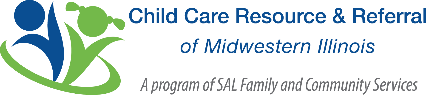 Child Care Resource & Referral
of Midwestern Illinois
A program of SAL Family and Community Services